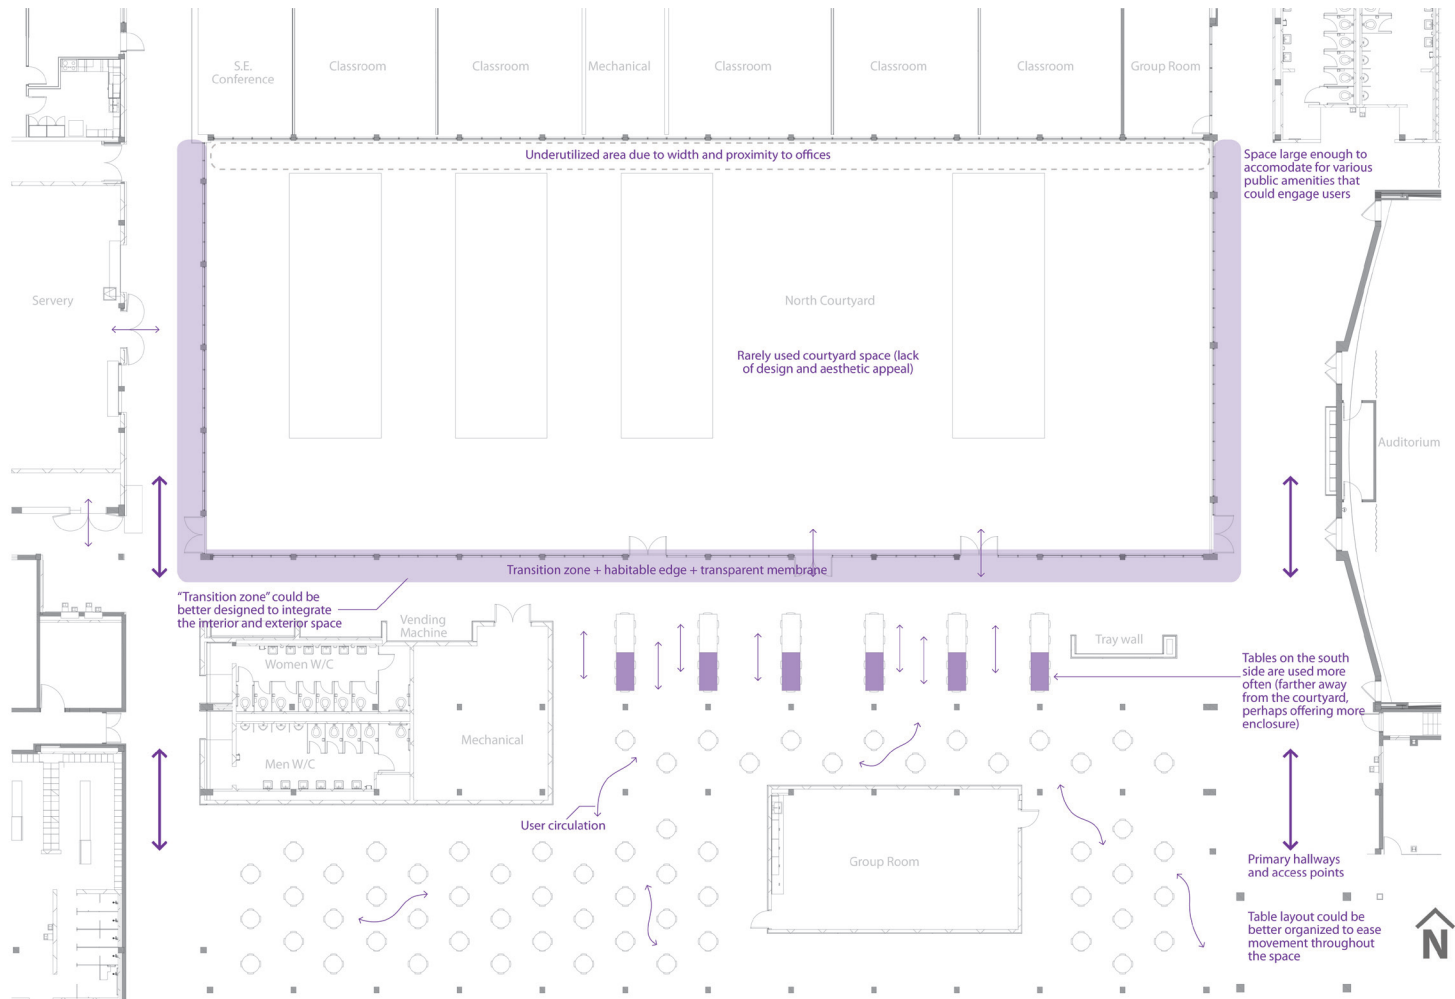 S.E.
Conference
Classroom
Classroom
Mechanical
Classroom
Classroom
Classroom
Group Room
Underutilized area due to width and proximity to offices
Space large enough to
accomodate for various
public amenities that
could engage users
Servery
North Courtyard
Rarely used courtyard space (lack
of design and aesthetic appeal)
Auditorium
Transition zone + habitable edge + transparent membrane
“Transition zone” could be
better designed to integrate
the interior and exterior space
Vending
Machine
Women W/C
Tray wall
Tables on the south
side are used more
often (farther away
from the courtyard,
perhaps offering more
enclosure)
Mechanical
Men W/C
User circulation
Group Room
Primary hallways
and access points
Table layout could be
better organized to ease
movement throughout
the space
N